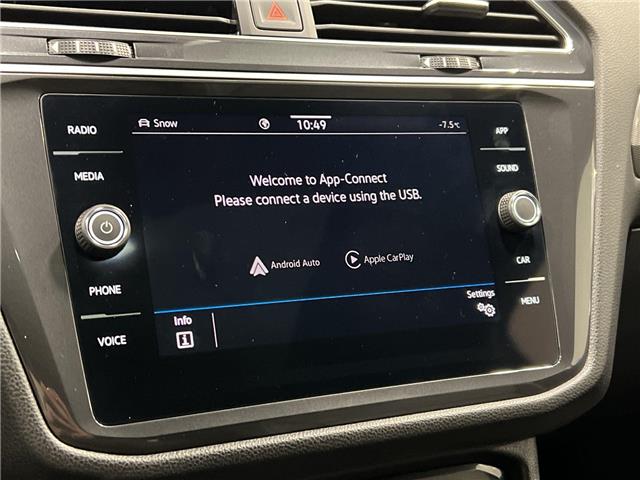 RADIO
MEDIA
PHONE
VOICE
Snow 10:49 -7.5°C
Welcome to App-Connect
Please connect a device using the USB.
Android Auto Apple CarPlay
Settings
Info
APP
SOUND
CAR
MENU